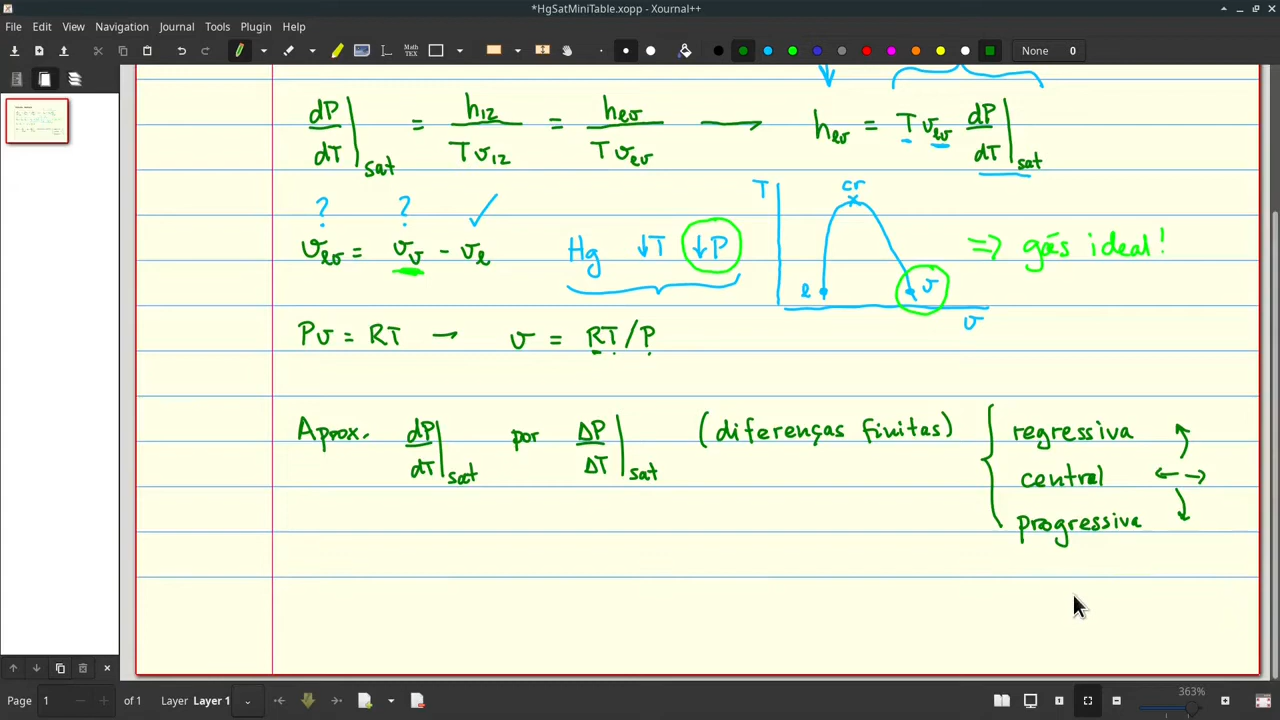 *HgSatMiniTable.xopp - Xournal++
File Edit View Navigation Journal Tools Plugin Help
Math TEX None 0
dP/dT|sat = h12/Tv12 = hlv/Tvlv → hlv = Tvlv dP/dT|sat
? ? ✓
vlv = vv - vl
Hg ↓T ↓P
T cr
l v
v
⇒ gás ideal!
Pv = RT → v = RT/P
Aprox. dP/dT|sat por ΔP/ΔT|sat (diferenças finitas) {
regressiva ↑
central ← →
progressiva ↓
Page 1 of 1 Layer Layer 1 363%